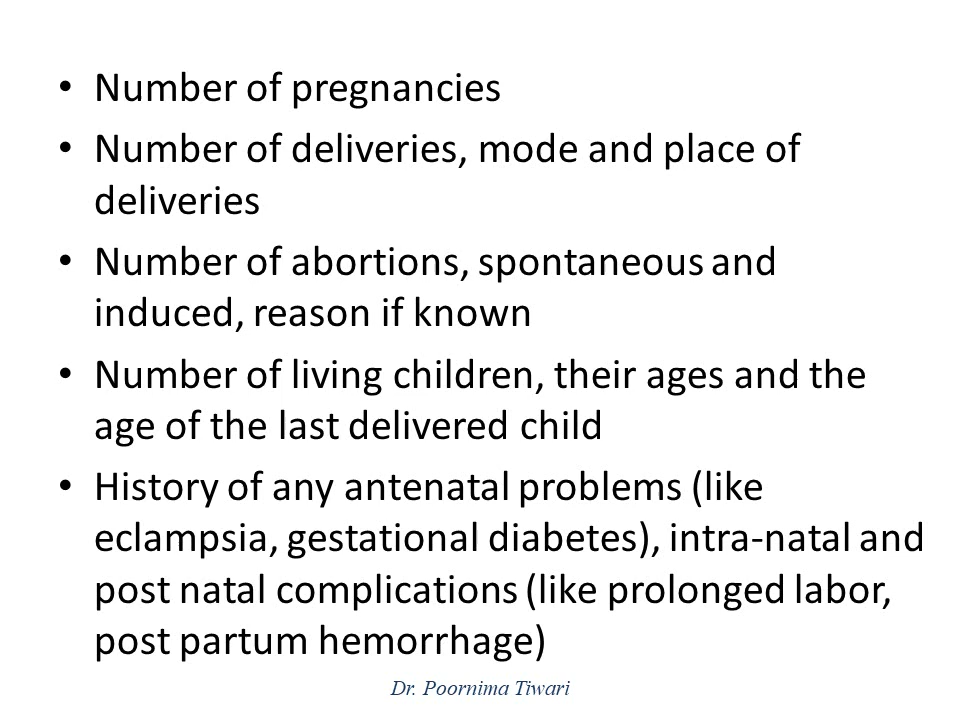 • Number of pregnancies
• Number of deliveries, mode and place of
deliveries
• Number of abortions, spontaneous and
induced, reason if known
• Number of living children, their ages and the
age of the last delivered child
• History of any antenatal problems (like
eclampsia, gestational diabetes), intra-natal and
post natal complications (like prolonged labor,
post partum hemorrhage)
Dr. Poornima Tiwari